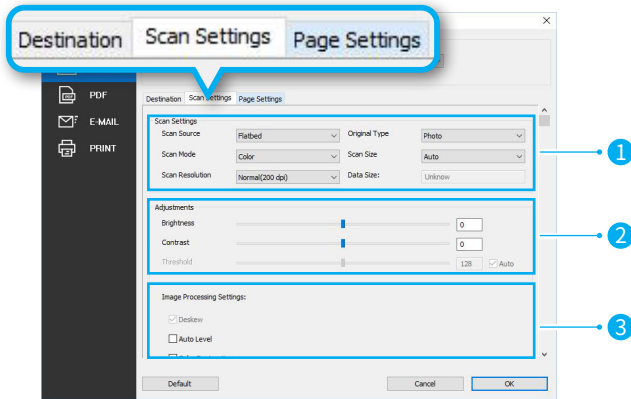 Destination Scan Settings Page Settings
PDF
E-MAIL
PRINT
Destination Scan Settings Page Settings
Scan Settings
Scan Source Flatbed Original Type Photo
Scan Mode Color Scan Size Auto
Scan Resolution Normal(200 dpi) Data Size: Unknow
1
Adjustments
Brightness 0
Contrast 0
Threshold 128 Auto
2
Image Processing Settings:
Deskew
Auto Level
3
Default Cancel OK